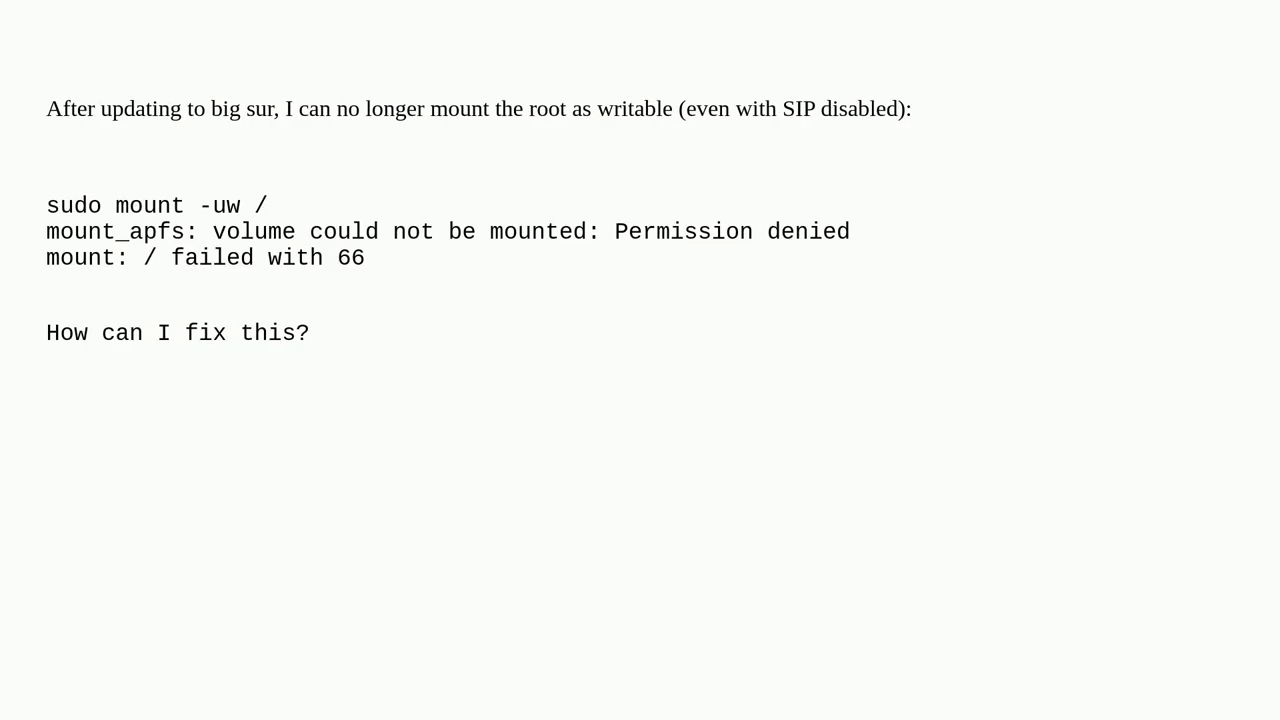 After updating to big sur, I can no longer mount the root as writable (even with SIP disabled):
sudo mount -uw /
mount_apfs: volume could not be mounted: Permission denied
mount: / failed with 66
How can I fix this?